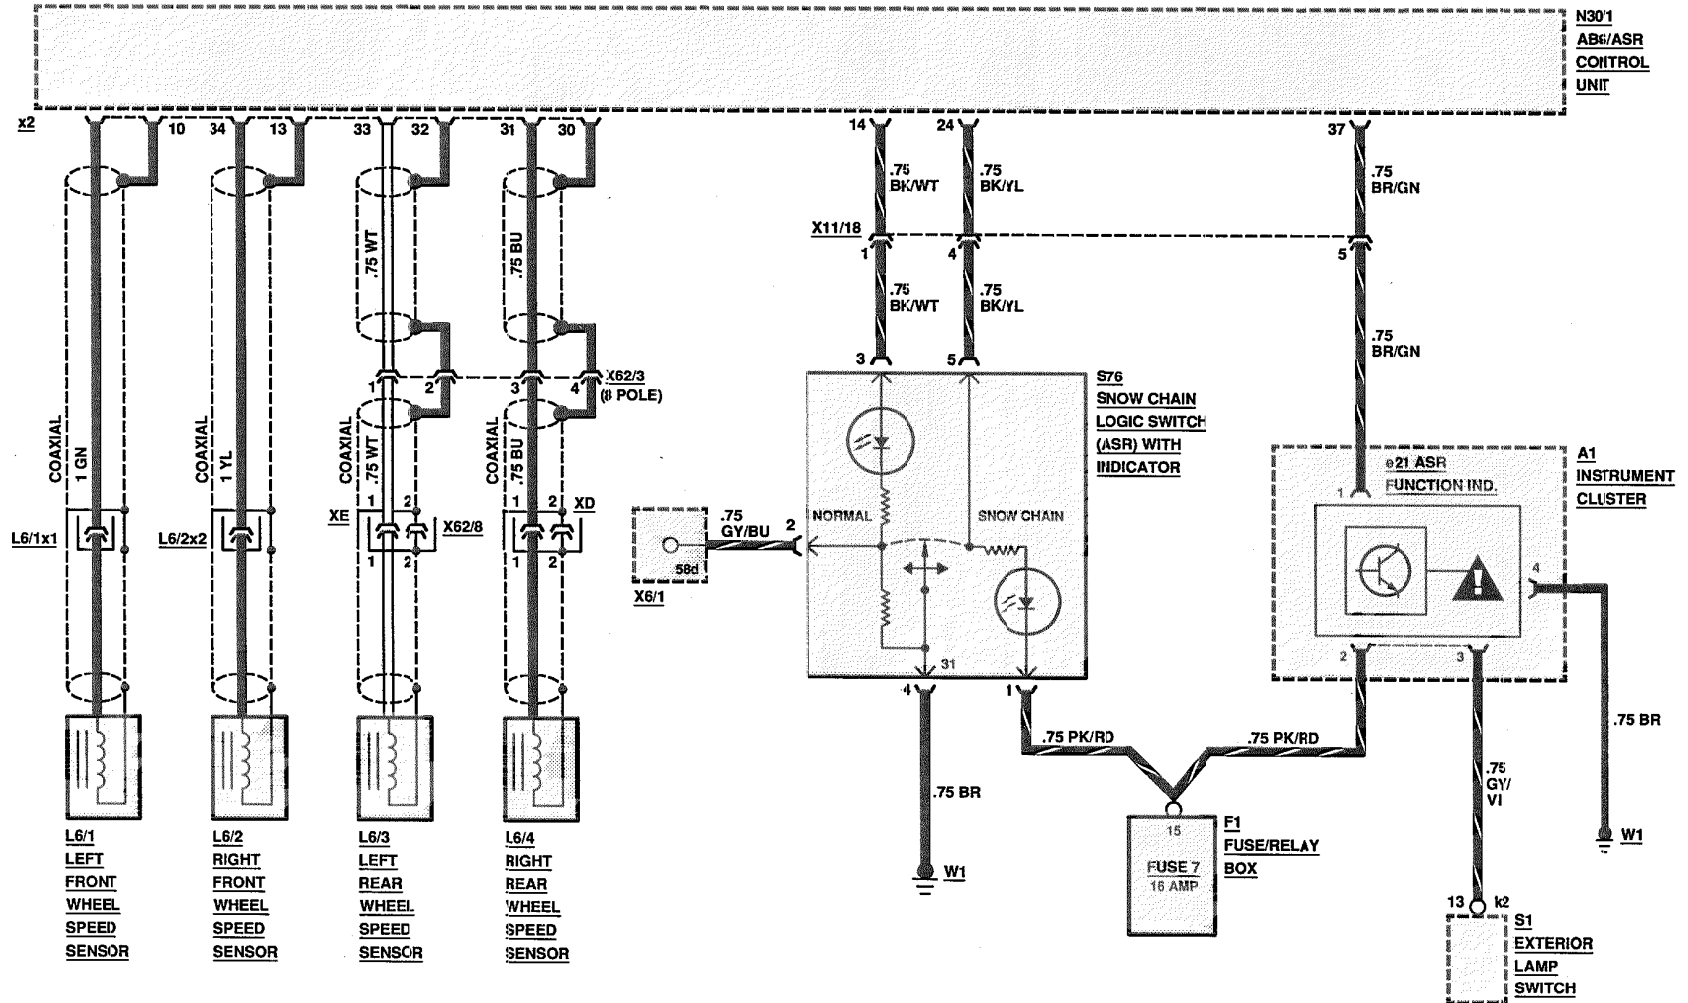 N30/1
ABS/ASR
CONTROL
UNIT
x2
10
34
13
33
32
31
30
14
24
37
.75
BK/WT
.75
BK/YL
.75
BR/GN
X11/18
1
4
5
.75
BK/WT
.75
BK/YL
.75
BR/GN
.75 WT
.75 BU
1
2
3
4
X62/3
(8 POLE)
3
5
S76
SNOW CHAIN
LOGIC SWITCH
(ASR) WITH
INDICATOR
COAXIAL
1 GN
COAXIAL
1 YL
COAXIAL
.75 WT
COAXIAL
.75 BU
L6/1x1
L6/2x2
XE
1
2
1
2
X62/8
XD
1
2
1
2
NORMAL
SNOW CHAIN
.75
GY/BU
2
58d
X6/1
31
4
1
e21 ASR
FUNCTION IND.
1
!
4
2
3
A1
INSTRUMENT
CLUSTER
.75 PK/RD
.75 PK/RD
.75 BR
W1
.75 BR
W1
.75
GY/
VI
15
FUSE 7
16 AMP
F1
FUSE/RELAY
BOX
13
k2
S1
EXTERIOR
LAMP
SWITCH
L6/1
LEFT
FRONT
WHEEL
SPEED
SENSOR
L6/2
RIGHT
FRONT
WHEEL
SPEED
SENSOR
L6/3
LEFT
REAR
WHEEL
SPEED
SENSOR
L6/4
RIGHT
REAR
WHEEL
SPEED
SENSOR